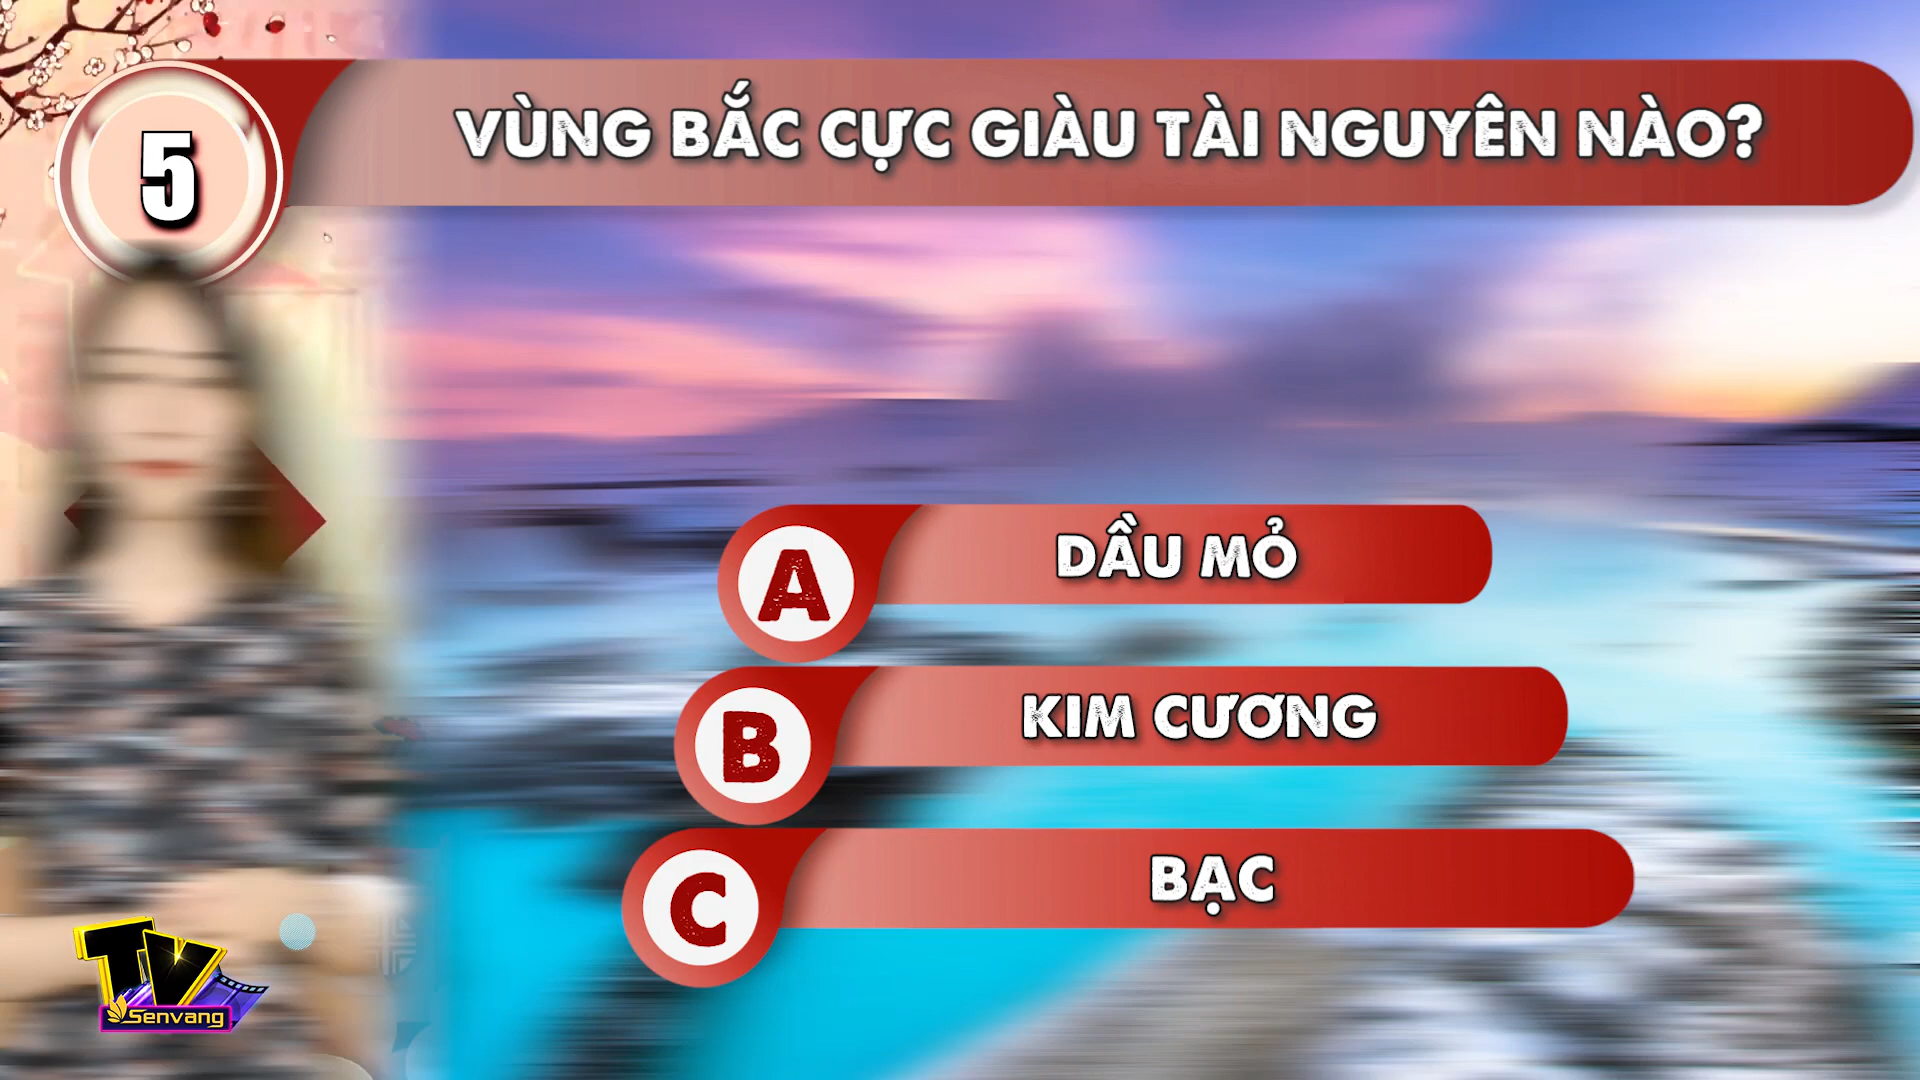 5
VÙNG BẮC CỰC GIÀU TÀI NGUYÊN NÀO?
A
DẦU MỎ
B
KIM CƯƠNG
C
BẠC
TV
Senvang